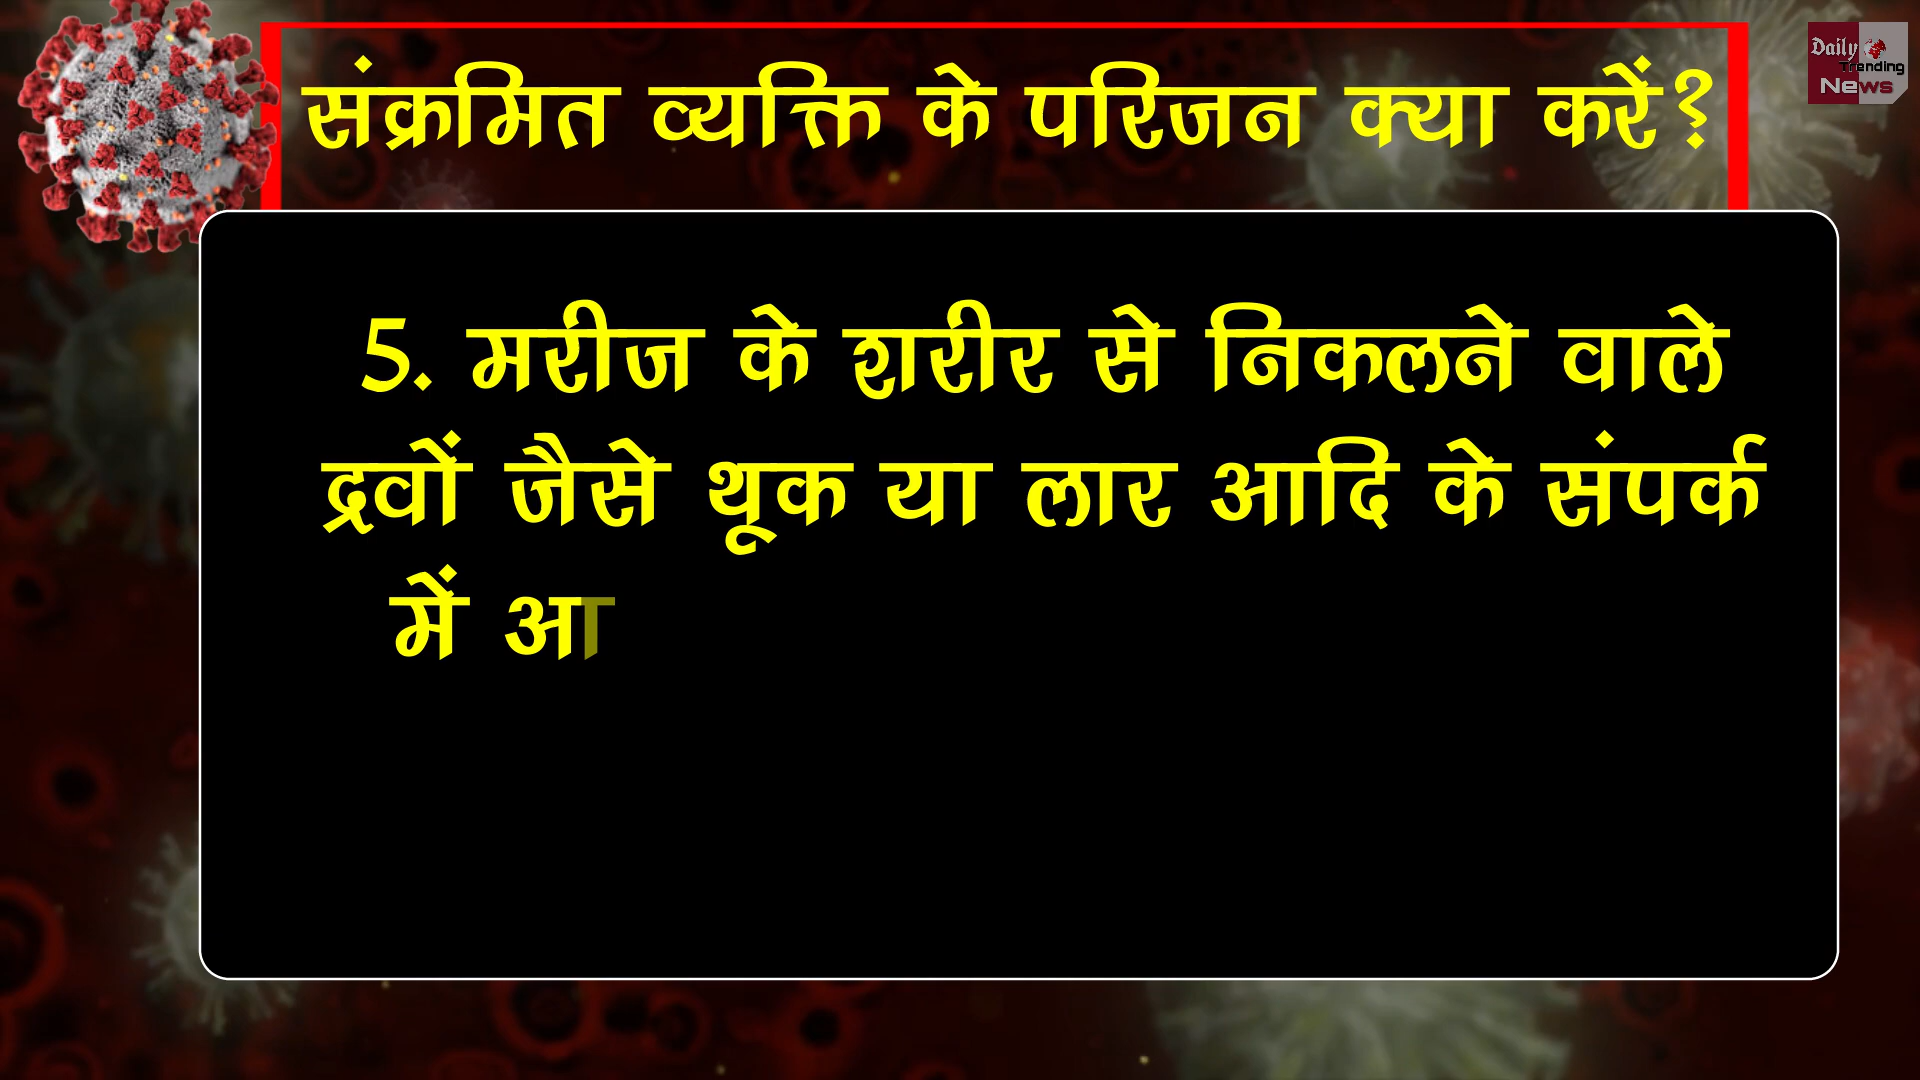 संक्रमित व्यक्ति के परिजन क्या करें?
Daily
Trending
News
5. मरीज के शरीर से निकलने वाले
द्रवों जैसे थूक या लार आदि के संपर्क
में आ